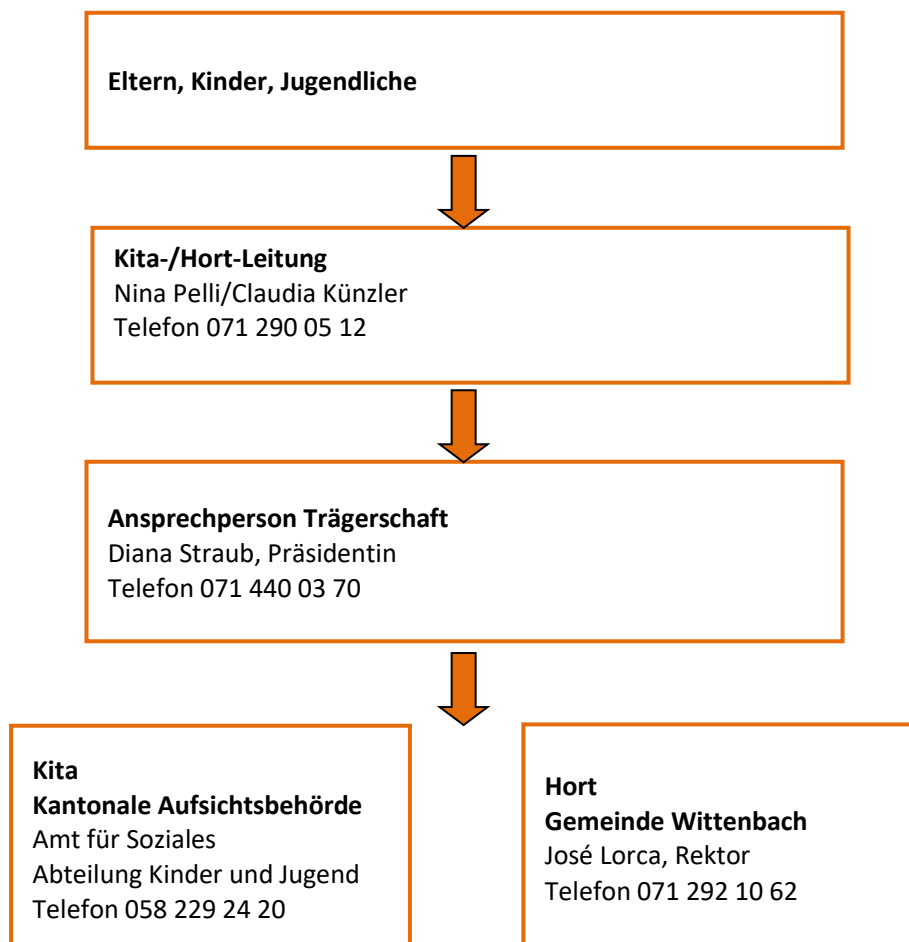 Eltern, Kinder, Jugendliche
Kita-/Hort-Leitung
Nina Pelli/Claudia Künzler
Telefon 071 290 05 12
Ansprechperson Trägerschaft
Diana Straub, Präsidentin
Telefon 071 440 03 70
Kita
Kantonale Aufsichtsbehörde
Amt für Soziales
Abteilung Kinder und Jugend
Telefon 058 229 24 20
Hort
Gemeinde Wittenbach
José Lorca, Rektor
Telefon 071 292 10 62